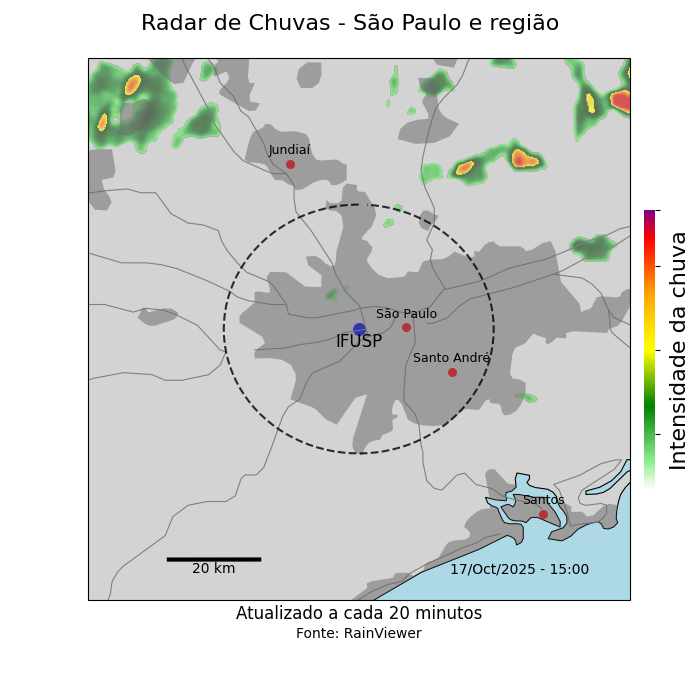 Radar de Chuvas - São Paulo e região
Jundiaí
São Paulo
IFUSP
Santo André
Santos
20 km
17/Oct/2025 - 15:00
Intensidade da chuva
Atualizado a cada 20 minutos
Fonte: RainViewer